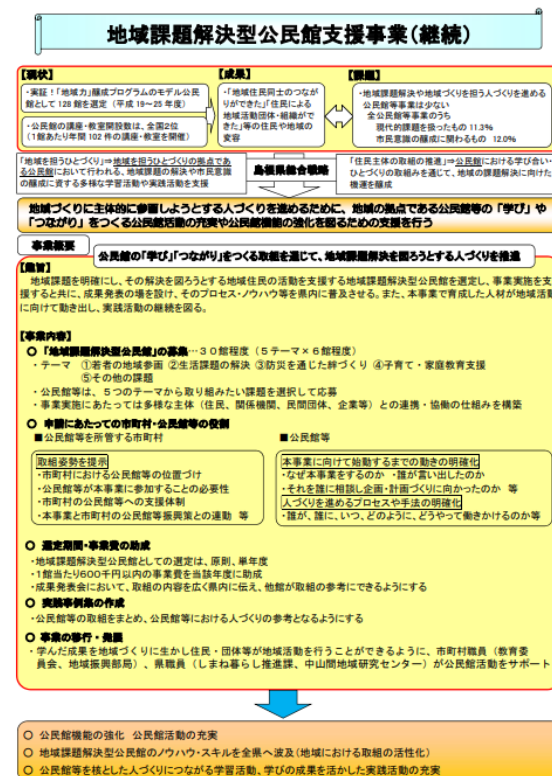 地域課題解決型公民館支援事業(継続)
【現状】
・実証!「地域力」醸成プログラムのモデル公民
館として 128 館を選定 (平成 19~25 年度)
・公民館の講座・教室開設数は、全国2位
(1館あたり年間 102 件の講座・教室を開催)
【成果】
・「地域住民同士のつなが
りができた」「住民による
地域活動団体・組織がで
きた」等の住民や地域の
変容
【課題】
・地域課題解決や地域を担う人づくりを進める
公民館等事業は少ない
全公民館等事業のうち
現代的課題を扱ったもの 11.3%
市民意識の醸成に関わるもの 12.0%
「地域を担うひとづくり」⇒地域を担うひとづくりの拠点であ
る公民館において行われる、地域課題の解決や市民意識
の醸成に資する多様な学習活動や実践活動を支援
島根県総合戦略
「住民主体の取組の推進」⇒公民館における学び合い・
ひとづくりの取組みを通じて、地域の課題解決に向けた
機運を醸成
地域づくりに主体的に参画しようとする人づくりを進めるために、地域の拠点である公民館等の「学び」や
「つながり」をつくる公民館活動の充実や公民館機能の強化を図るための支援を行う
事業概要
公民館の「学び」「つながり」をつくる取組を通じて、地域課題解決を図ろうとする人づくりを推進
【趣旨】
地域課題を明確にし、その解決を図ろうとする地域住民の活動を支援する地域課題解決型公民館を選定し、事業実施を支
援すると共に、成果発表の場を設け、そのプロセス・ノウハウ等を県内に普及させる。また、本事業で育成した人材が地域活動
に向けて動き出し、実践活動の継続を図る。
【事業内容】
○ 「地域課題解決型公民館」の募集…30館程度(5テーマ×6館程度)
・テーマ ①若者の地域参画 ②生活課題の解決 ③防災を通じた絆づくり ④子育て・家庭教育支援
⑤その他の課題
・公民館等は、5つのテーマから取り組みたい課題を選択して応募
・事業実施にあたっては多様な主体(住民、関係機関、民間団体、企業等)との連携・協働の仕組みを構築
○ 申請にあたっての市町村・公民館等の役割
■公民館等を所管する市町村
取組姿勢を提示
・市町村における公民館等の位置づけ
・公民館等が本事業に参加することの必要性
・市町村の公民館等への支援体制
・本事業と市町村の公民館等振興策との連動 等
■公民館等
本事業に向けて始動するまでの動きの明確化
・なぜ本事業をするのか ・誰が言い出したのか
・それを誰に相談し企画・計画づくりに向かったのか 等
人づくりを進めるプロセスや手法の明確化
・誰が、誰に、いつ、どのように、どうやって働きかけるのか等
○ 選定期間・事業費の助成
・地域課題解決型公民館としての選定は、原則、単年度
・1館当たり600千円以内の事業費を当該年度に助成
・成果発表会において、取組の内容を広く県内に伝え、他館が取組の参考にできるようにする
○ 実践事例集の作成
・公民館等の取組をまとめ、公民館等における人づくりの参考となるようにする
○ 事業の移行・発展
・学んだ成果を地域づくりに生かし住民・団体等が地域活動を行うことができるように、市町村職員(教育委
員会、地域振興部局)、県職員(しまね暮らし推進課、中山間地域研究センター)が公民館活動をサポート
○ 公民館機能の強化 公民館活動の充実
○ 地域課題解決型公民館のノウハウ・スキルを全県へ波及(地域における取組の活性化)
○ 公民館等を核とした人づくりにつながる学習活動、学びの成果を活かした実践活動の充実